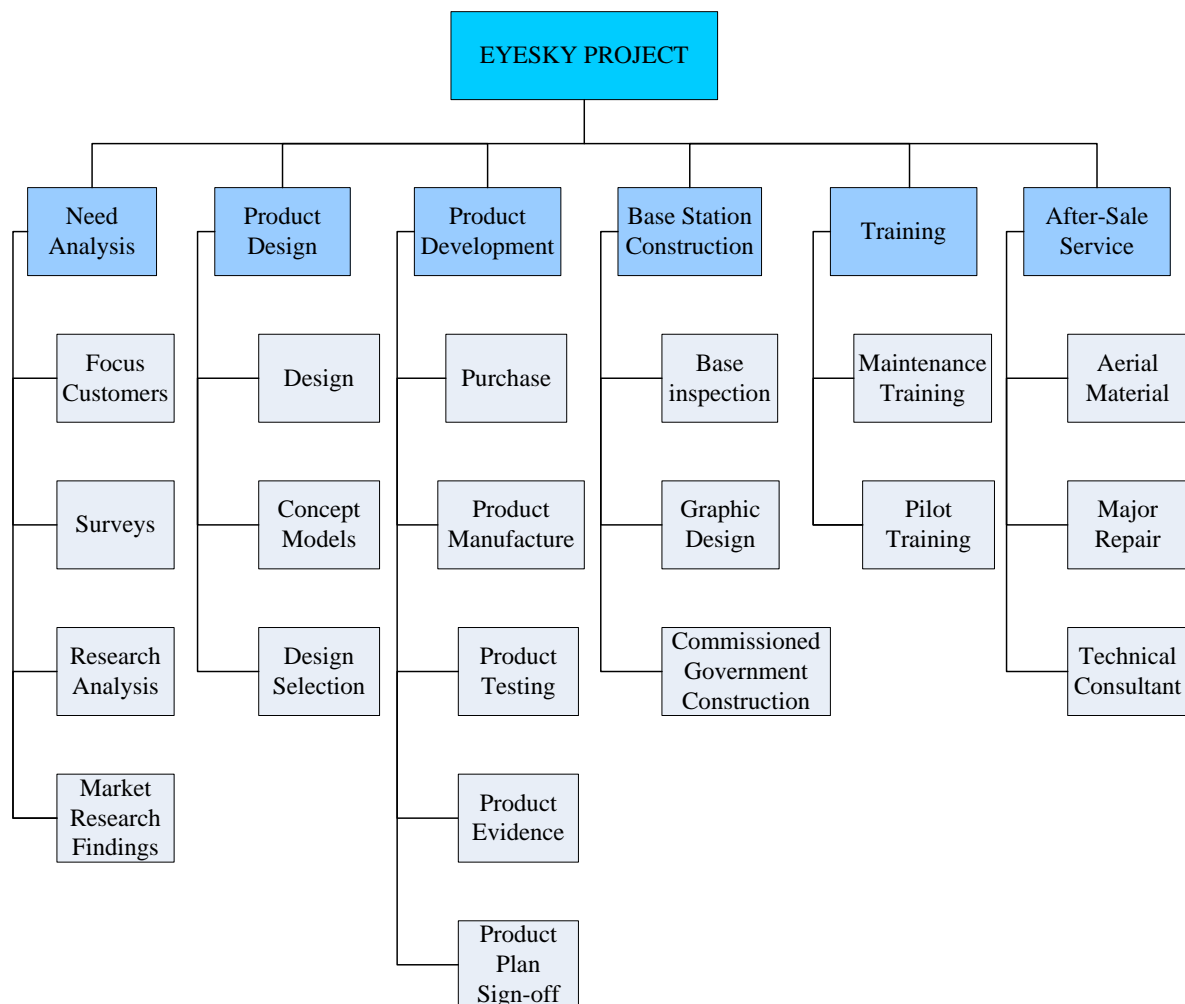 EYESKY PROJECT
Need
Analysis
Product
Design
Product
Development
Base Station
Construction
Training
After-Sale
Service
Focus
Customers
Design
Purchase
Base
inspection
Maintenance
Training
Aerial
Material
Surveys
Concept
Models
Product
Manufacture
Graphic
Design
Pilot
Training
Major
Repair
Research
Analysis
Design
Selection
Product
Testing
Commissioned
Government
Construction
Technical
Consultant
Market
Research
Findings
Product
Evidence
Product
Plan
Sign-off